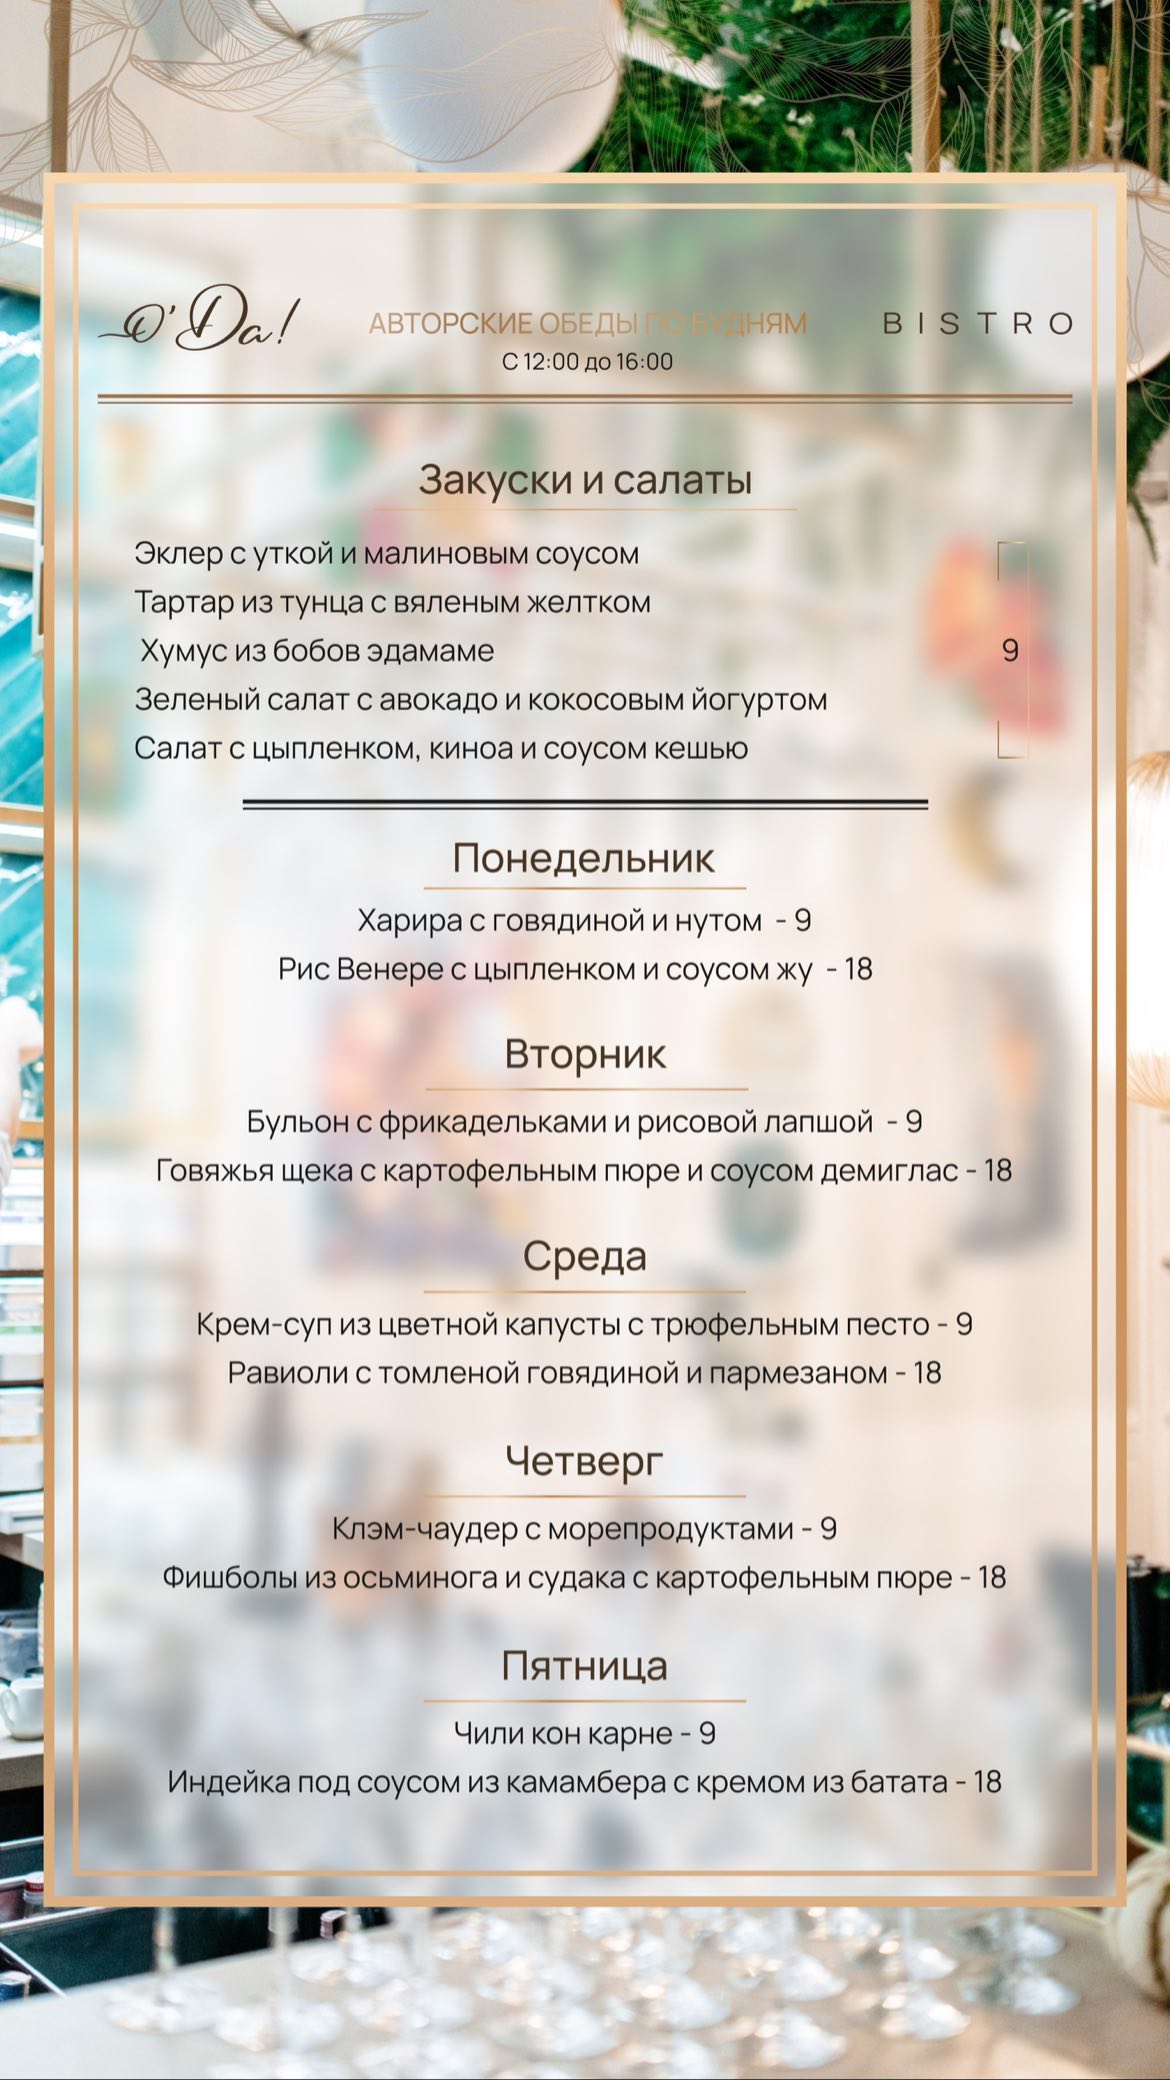 O'Da!
АВТОРСКИЕ ОБЕДЫ ПО БУДНЯМ
BISTRO
С 12:00 до 16:00
Закуски и салаты
Эклер с уткой и малиновым соусом
Тартар из тунца с вяленым желтком
Хумус из бобов эдамаме
9
Зеленый салат с авокадо и кокосовым йогуртом
Салат с цыпленком, киноа и соусом кешью
Понедельник
Харира с говядиной и нутом - 9
Рис Венере с цыпленком и соусом жу - 18
Вторник
Бульон с фрикадельками и рисовой лапшой - 9
Говяжья щека с картофельным пюре и соусом демиглас - 18
Среда
Крем-суп из цветной капусты с трюфельным песто - 9
Равиоли с томленой говядиной и пармезаном - 18
Четверг
Клэм-чаудер с морепродуктами - 9
Фишболы из осьминога и судака с картофельным пюре - 18
Пятница
Чили кон карне - 9
Индейка под соусом из камамбера с кремом из батата - 18